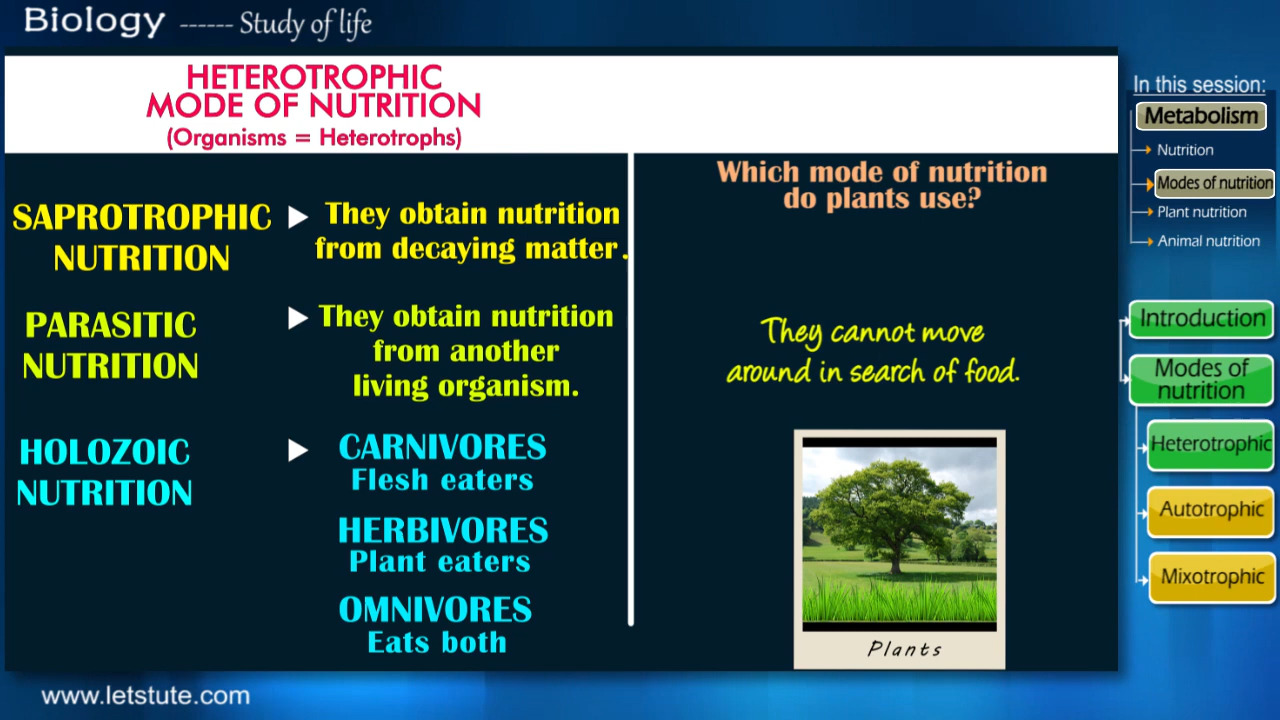 Biology ------ Study of life
HETEROTROPHIC
MODE OF NUTRITION
(Organisms = Heterotrophs)
SAPROTROPHIC
NUTRITION
They obtain nutrition
from decaying matter.
PARASITIC
NUTRITION
They obtain nutrition
from another
living organism.
HOLOZOIC
NUTRITION
CARNIVORES
Flesh eaters
HERBIVORES
Plant eaters
OMNIVORES
Eats both
Which mode of nutrition
do plants use?
They cannot move
around in search of food.
Plants
In this session:
Metabolism
Nutrition
Modes of nutrition
Plant nutrition
Animal nutrition
Introduction
Modes of
nutrition
Heterotrophic
Autotrophic
Mixotrophic
www.letstute.com